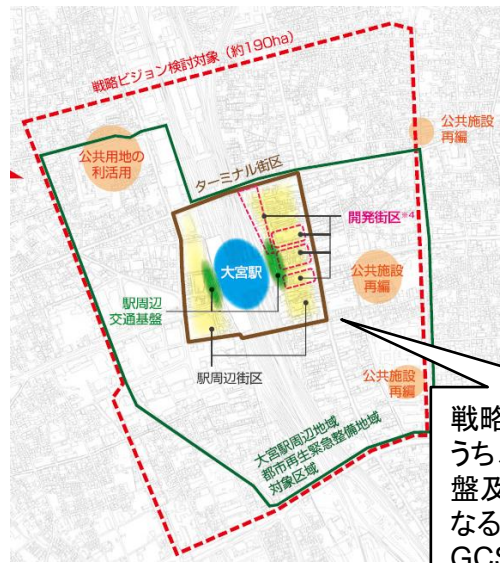 戦略ビジョン検討対象（約190ha）
公共用地の
利活用
ターミナル街区
公共施設
再編
開発街区※4
大宮駅
駅周辺
交通基盤
公共施設
再編
駅周辺街区
公共施設
再編
大宮駅周辺地域
都市再生緊急整備地域
対象区域
戦略
うち
盤及
なる
GCS